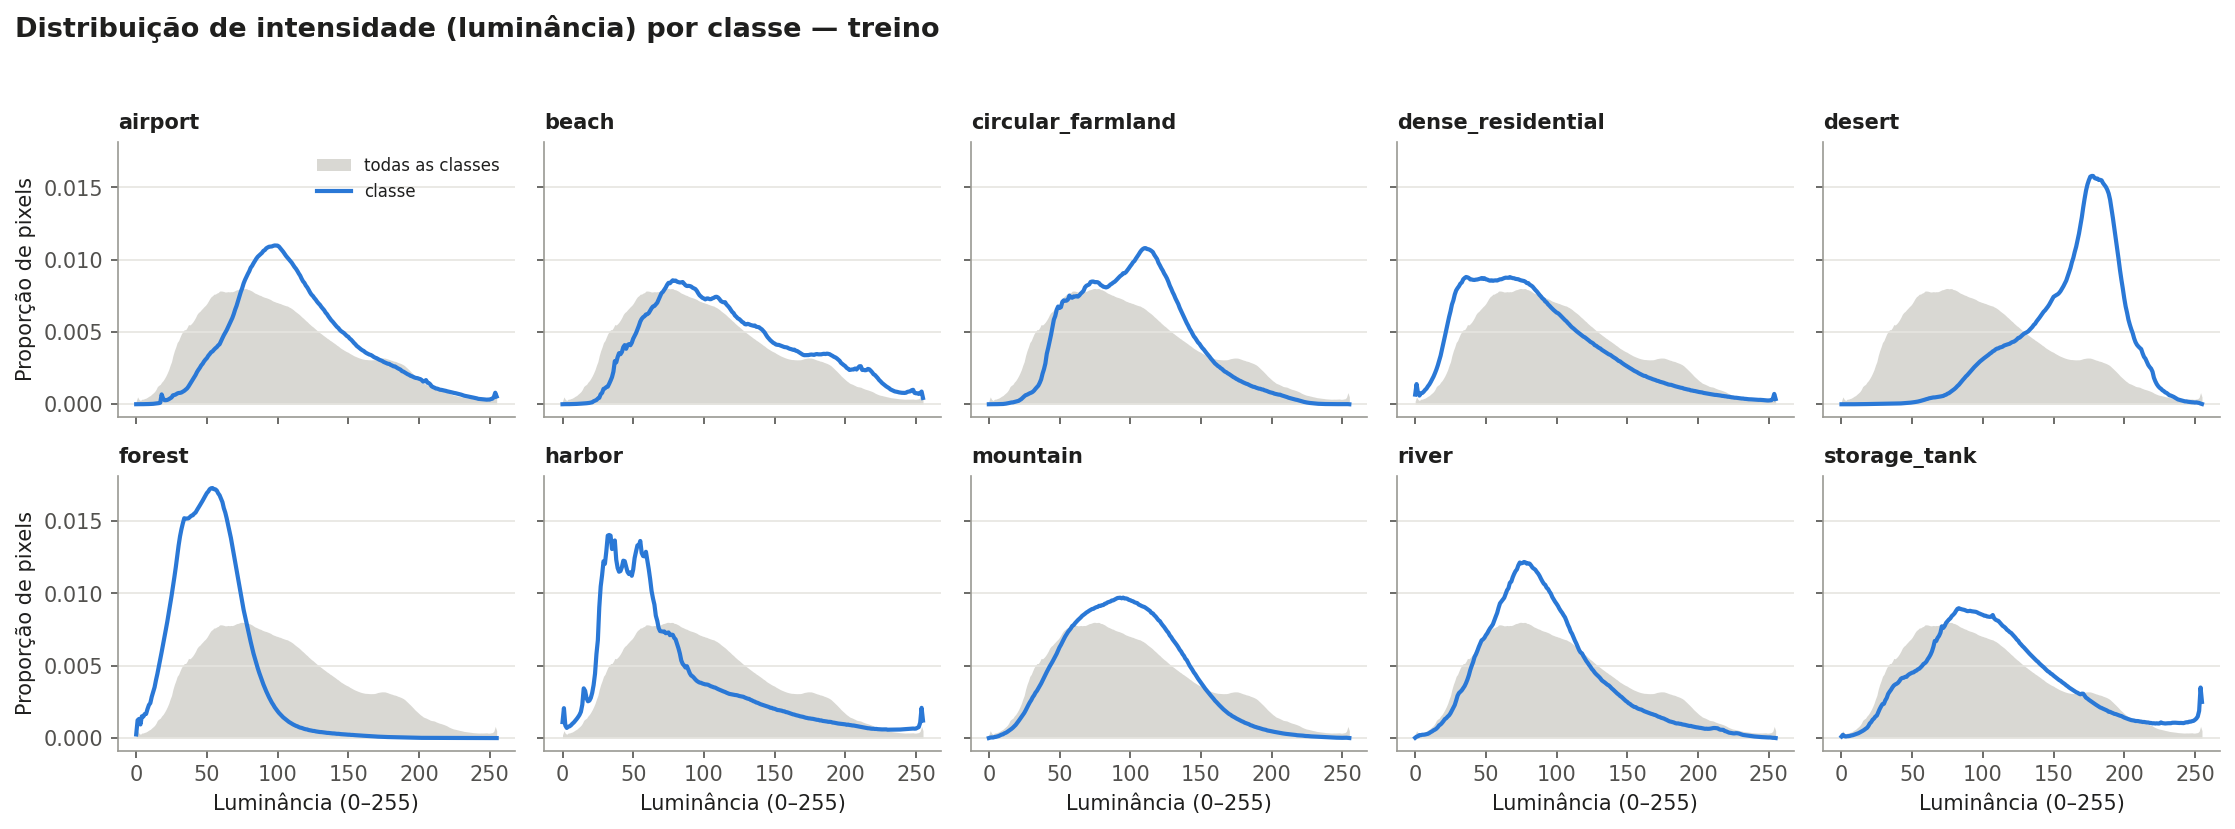 Distribuição de intensidade (luminância) por classe — treino
airport
beach
circular_farmland
dense_residential
desert
todas as classes
classe
Proporção de pixels
0.015
0.010
0.005
0.000
forest
harbor
mountain
river
storage_tank
Proporção de pixels
0.015
0.010
0.005
0.000
0 50 100 150 200 250
0 50 100 150 200 250
0 50 100 150 200 250
0 50 100 150 200 250
0 50 100 150 200 250
Luminância (0–255)
Luminância (0–255)
Luminância (0–255)
Luminância (0–255)
Luminância (0–255)